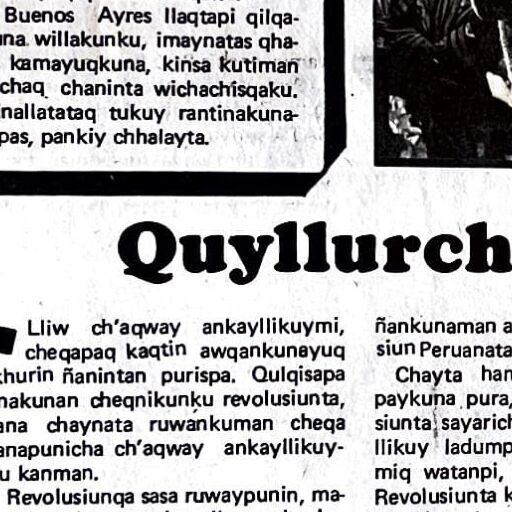 Buenos Ayres llaqtapi qilqa-
una willakunku, imaynatas qha-
kamayuqkuna, kinsa kutiman
chaq chaninta wichachisqaku.
inallatataq tukuy rantinakuna-
pas, pankiy chhalayta.
Quyllurch
Lliw ch'aqway ankayllikuymi,
cheqapaq kaqtin awqankunayuq
khurin ñanintan purispa. Qulqisapa
nakunan cheqnikunku revolusiunta,
ana chaynata ruwankuman cheqa
anapunicha ch'aqway ankayllikuy-
u kanman.
Revolusiunqa sasa ruwaypunin, ma-
ñankunaman a
siun Peruanata
Chayta han
paykuna pura,
siunta sayarich
llikuy ladump
miq watanpi,
Revolusiunta k